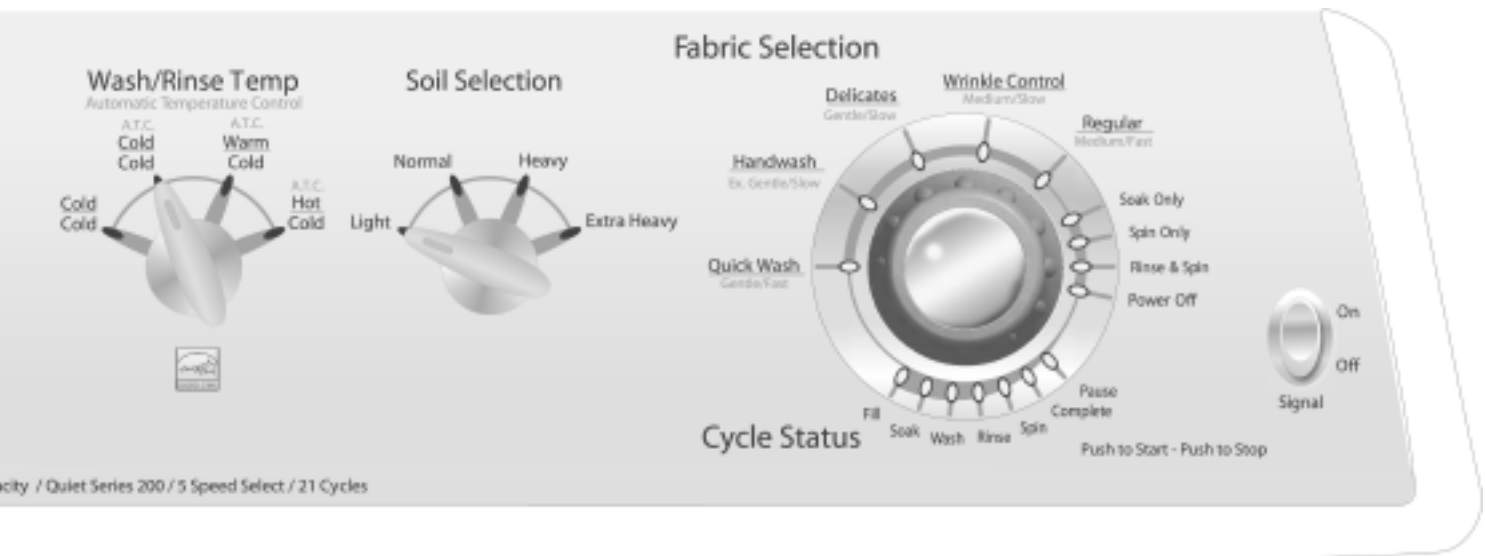 Fabric Selection
Wash/Rinse Temp
Automatic Temperature Control
Soil Selection
A.T.C.
Cold
Cold
A.T.C.
Warm
Cold
Cold
Cold
A.T.C.
Hot
Cold
Normal
Heavy
Light
Extra Heavy
Quick Wash
Gentle/Fast
Handwash
Ex. Gentle/Slow
Delicates
Gentle/Slow
Wrinkle Control
Medium/Slow
Regular
Medium/Fast
Soak Only
Spin Only
Rinse & Spin
Power Off
On
Off
Signal
Cycle Status
Fill
Soak
Wash
Rinse
Spin
Complete
Pause
Push to Start - Push to Stop
/ Quiet Series 200 / 5 Speed Select / 21 Cycles